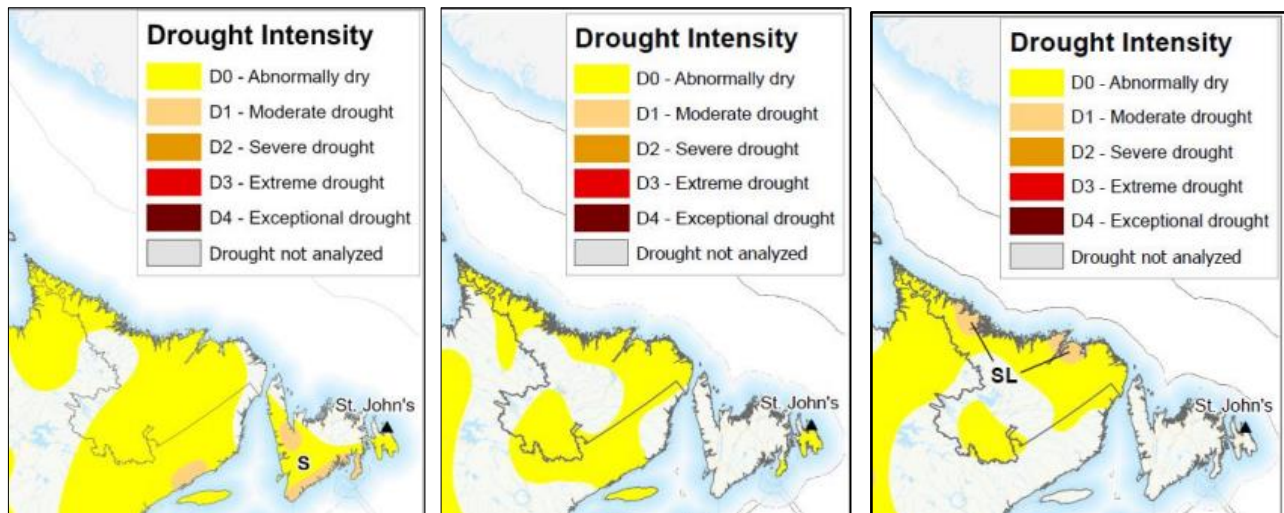 Drought Intensity
D0 - Abnormally dry
D1 - Moderate drought
D2 - Severe drought
D3 - Extreme drought
D4 - Exceptional drought
Drought not analyzed
St. John's
S
Drought Intensity
D0 - Abnormally dry
D1 - Moderate drought
D2 - Severe drought
D3 - Extreme drought
D4 - Exceptional drought
Drought not analyzed
St. John's
Drought Intensity
D0 - Abnormally dry
D1 - Moderate drought
D2 - Severe drought
D3 - Extreme drought
D4 - Exceptional drought
Drought not analyzed
SL
St. John's